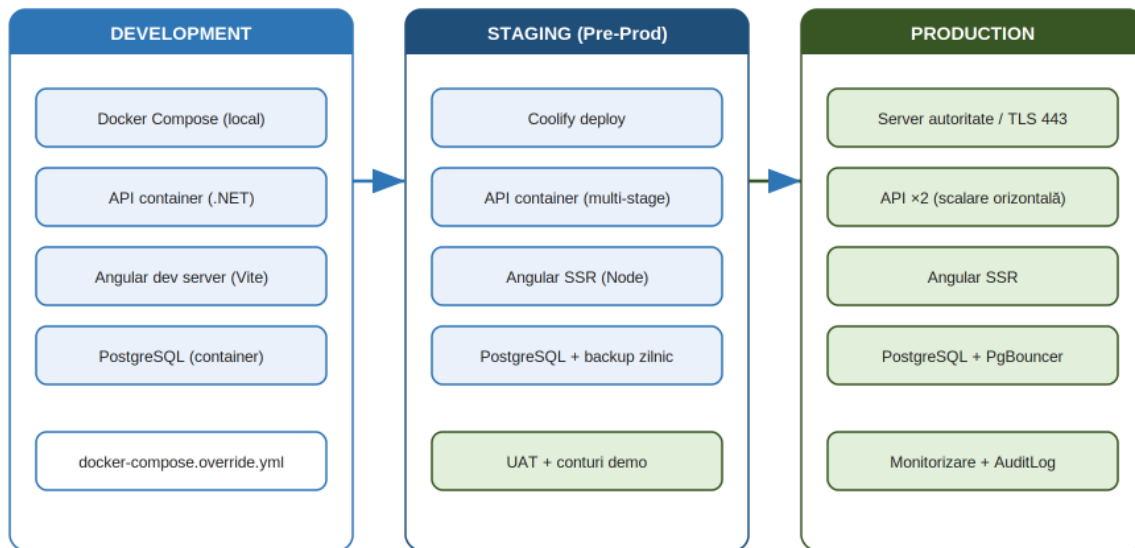 DEVELOPMENT
Docker Compose (local)
API container (.NET)
Angular dev server (Vite)
PostgreSQL (container)
docker-compose.override.yml
STAGING (Pre-Prod)
Coolify deploy
API container (multi-stage)
Angular SSR (Node)
PostgreSQL + backup zilnic
UAT + conturi demo
PRODUCTION
Server autoritate / TLS 443
API ×2 (scalare orizontală)
Angular SSR
PostgreSQL + PgBouncer
Monitorizare + AuditLog